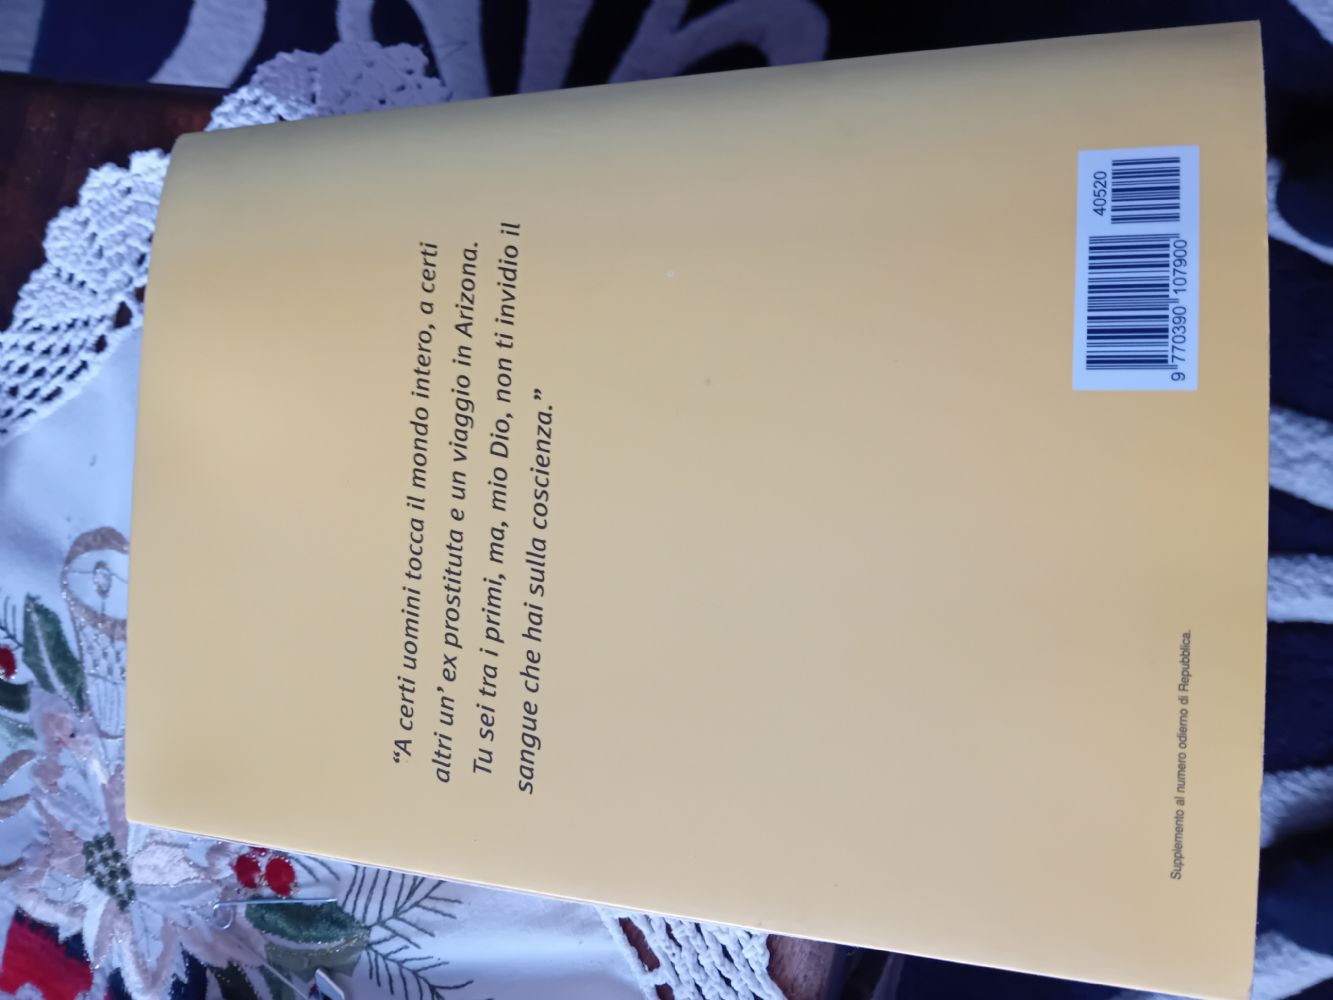 “A certi uomini tocca il mondo intero, a certi
altri un’ ex prostituta e un viaggio in Arizona.
Tu sei tra i primi, ma, mio Dio, non ti invidio il
sangue che hai sulla coscienza.”
40520
9 770390 107900
Supplemento al numero odierno di Repubblica.